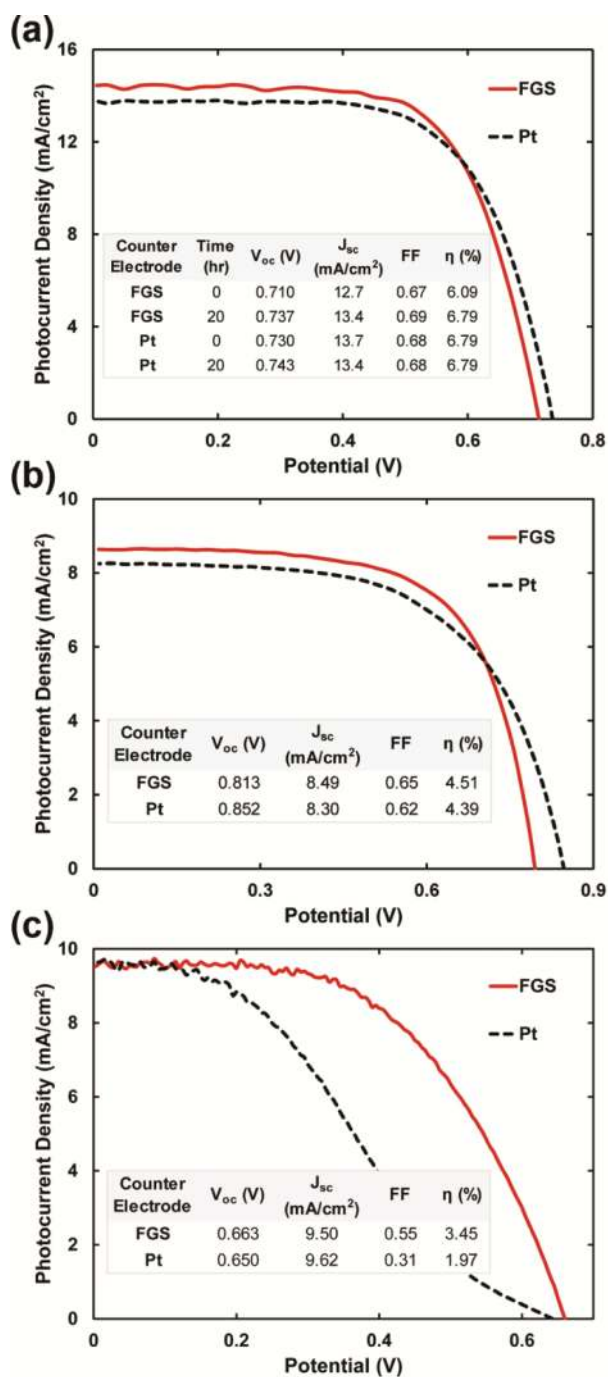 (a)
16
12
8
4
0
Photocurrent Density (mA/cm²)
FGS
Pt
Counter Electrode Time (hr) Voc (V) Jsc (mA/cm²) FF η (%)
FGS 0 0.710 12.7 0.67 6.09
FGS 20 0.737 13.4 0.69 6.79
Pt 0 0.730 13.7 0.68 6.79
Pt 20 0.743 13.4 0.68 6.79
0 0.2 0.4 0.6 0.8
Potential (V)
(b)
10
8
6
4
2
0
Photocurrent Density (mA/cm²)
FGS
Pt
Counter Electrode Voc (V) Jsc (mA/cm²) FF η (%)
FGS 0.813 8.49 0.65 4.51
Pt 0.852 8.30 0.62 4.39
0 0.3 0.6 0.9
Potential (V)
(c)
10
8
6
4
2
0
Photocurrent Density (mA/cm²)
FGS
Pt
Counter Electrode Voc (V) Jsc (mA/cm²) FF η (%)
FGS 0.663 9.50 0.55 3.45
Pt 0.650 9.62 0.31 1.97
0 0.2 0.4 0.6
Potential (V)